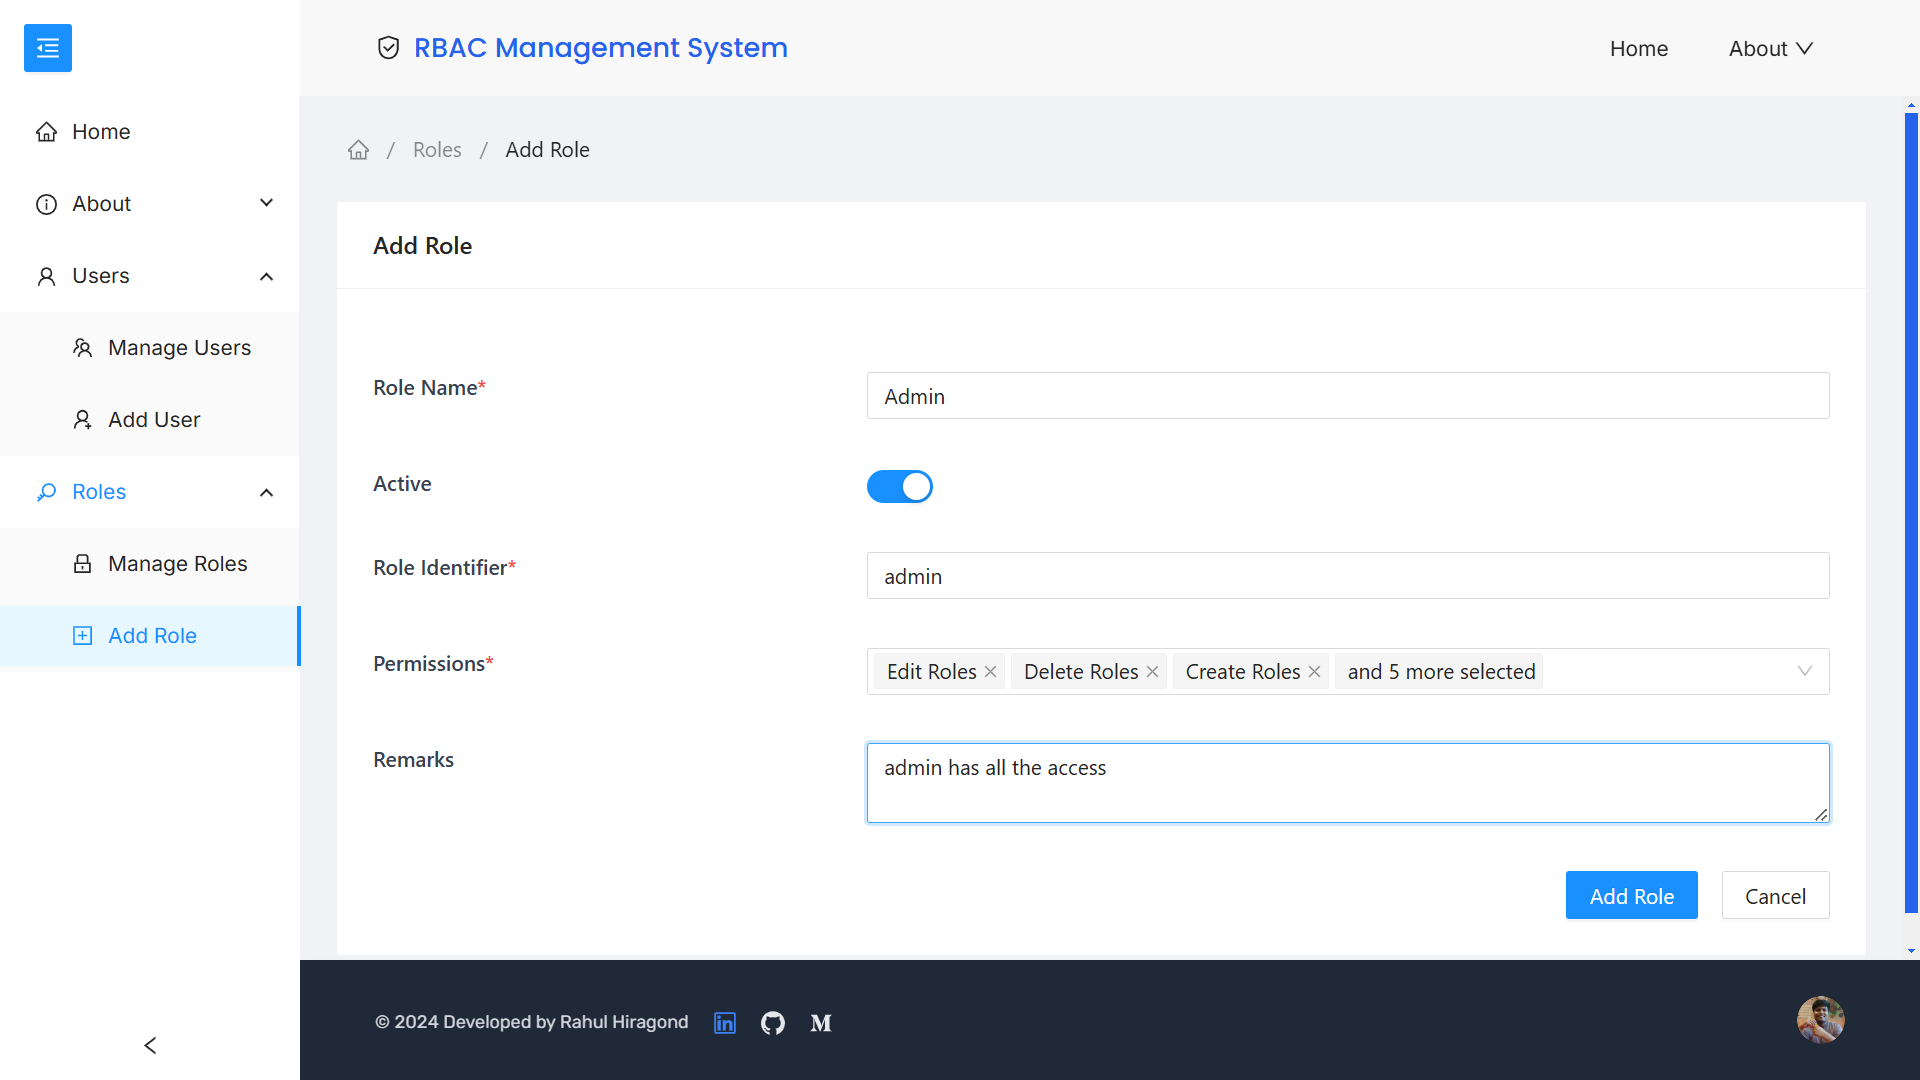 RBAC Management System
Home
About
Home
About
Users
Manage Users
Add User
Roles
Manage Roles
Add Role
/ Roles / Add Role
Add Role
Role Name*
Admin
Active
Role Identifier*
admin
Permissions*
Edit Roles
Delete Roles
Create Roles
and 5 more selected
Remarks
admin has all the access
Add Role
Cancel
© 2024 Developed by Rahul Hiragond
in
M